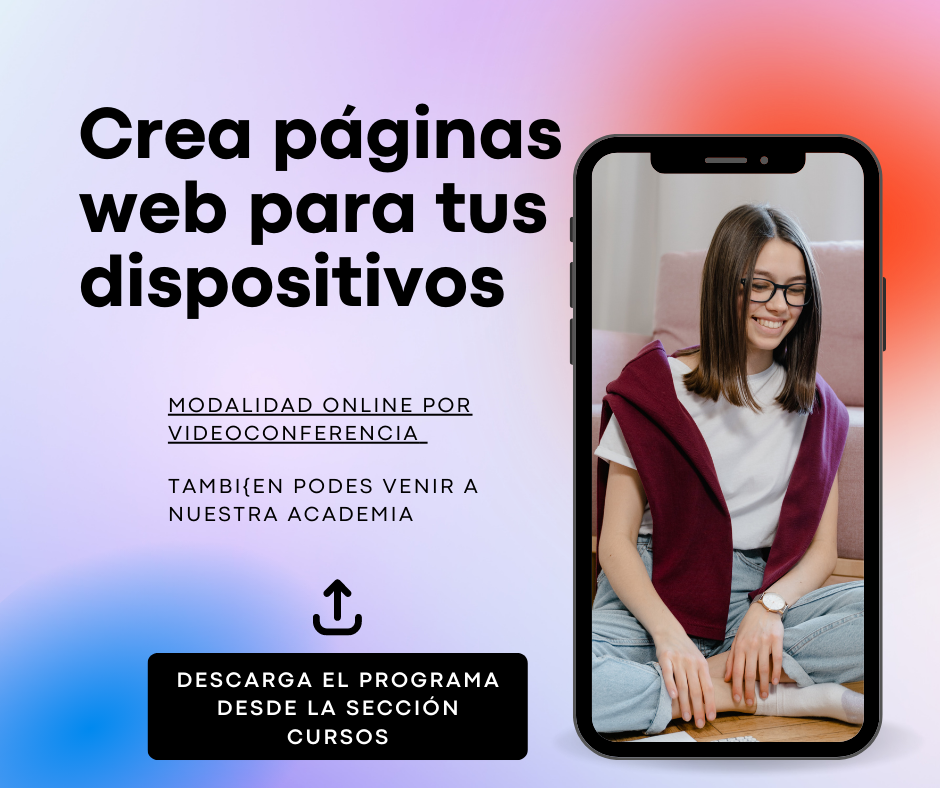 Crea páginas
web para tus
dispositivos
MODALIDAD ONLINE POR
VIDEOCONFERENCIA
TAMBI{EN PODES VENIR A
NUESTRA ACADEMIA
DESCARGA EL PROGRAMA
DESDE LA SECCIÓN
CURSOS